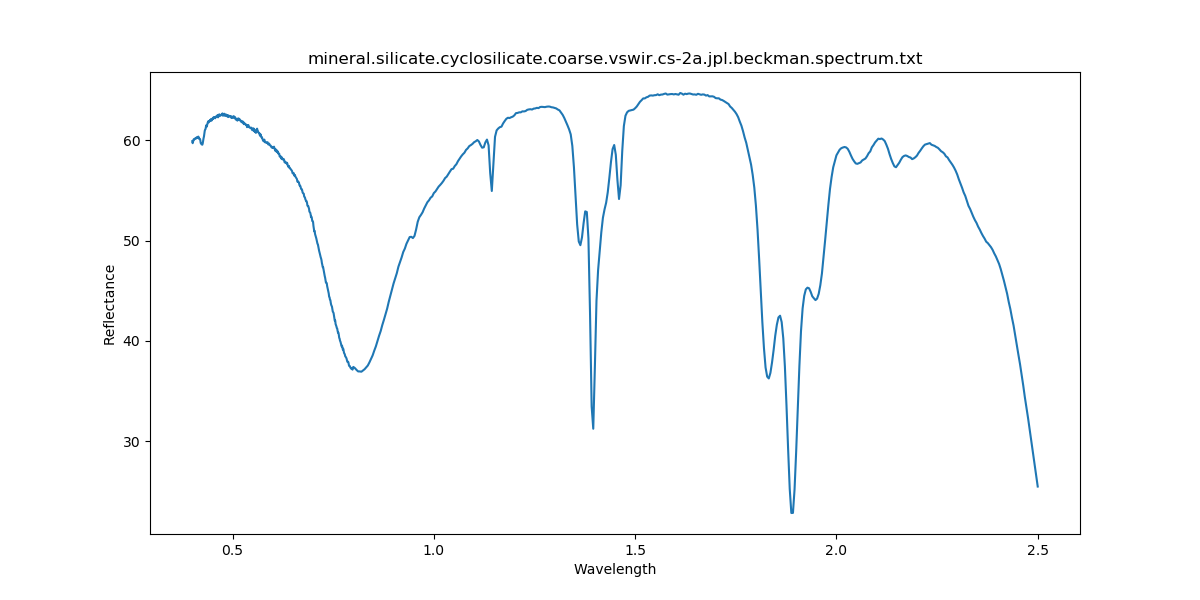 mineral.silicate.cyclosilicate.coarse.vswir.cs-2a.jpl.beckman.spectrum.txt
60
50
40
30
Reflectance
0.5 1.0 1.5 2.0 2.5
Wavelength